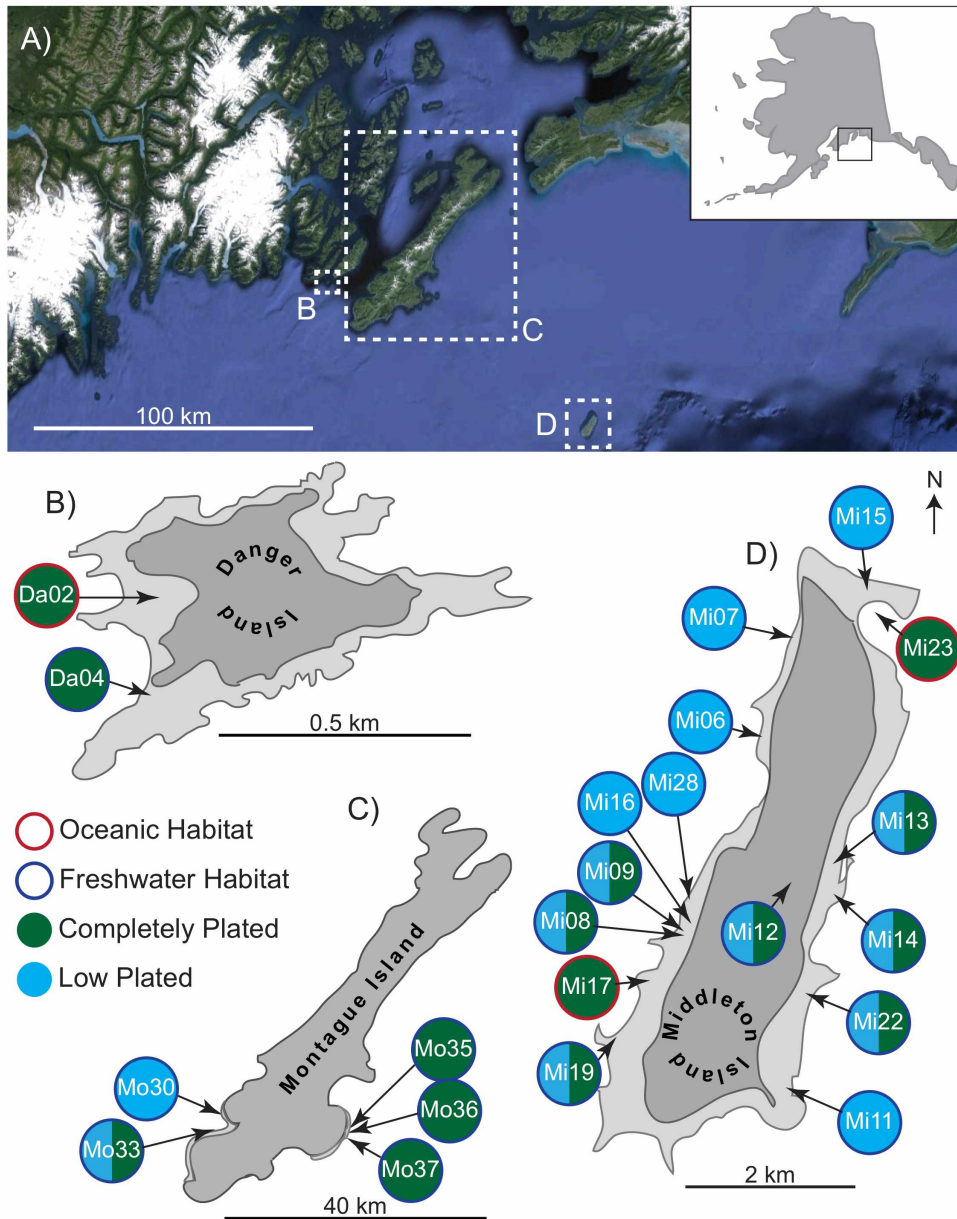 A)
B
C
D
100 km
B)
Danger
Island
Da02
Da04
0.5 km
Oceanic Habitat
Freshwater Habitat
Completely Plated
Low Plated
C)
Montague Island
Mo30
Mo33
Mo35
Mo36
Mo37
40 km
D)
N
Mi15
Mi07
Mi23
Mi06
Mi28
Mi16
Mi13
Mi09
Mi08
Mi12
Mi14
Mi17
Mi22
Mi19
Middleton
Island
Mi11
2 km